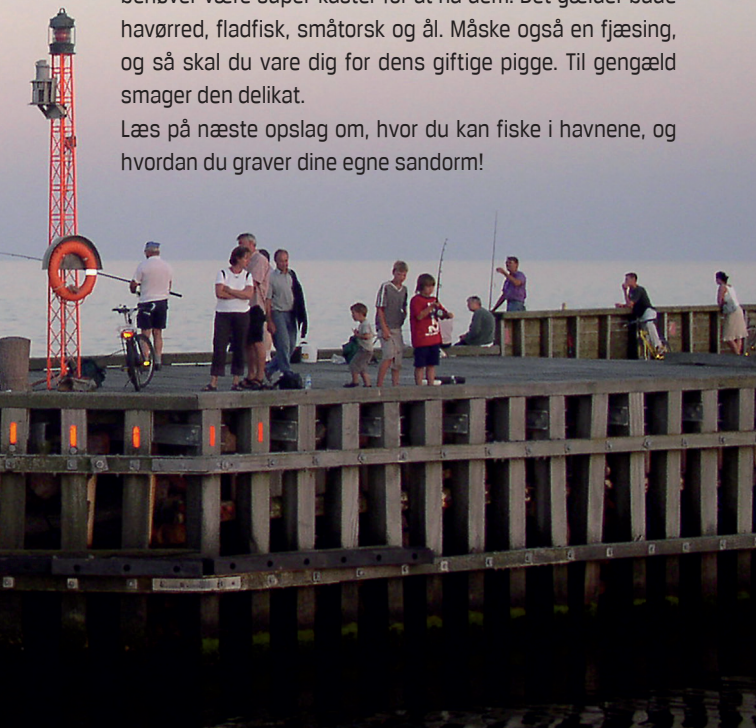 behøver være super kaster for at nå dem. Det gælder både
havørred, fladfisk, småtorsk og ål. Måske også en fjæsing,
og så skal du vare dig for dens giftige pigge. Til gengæld
smager den delikat.
Læs på næste opslag om, hvor du kan fiske i havnene, og
hvordan du graver dine egne sandorm!